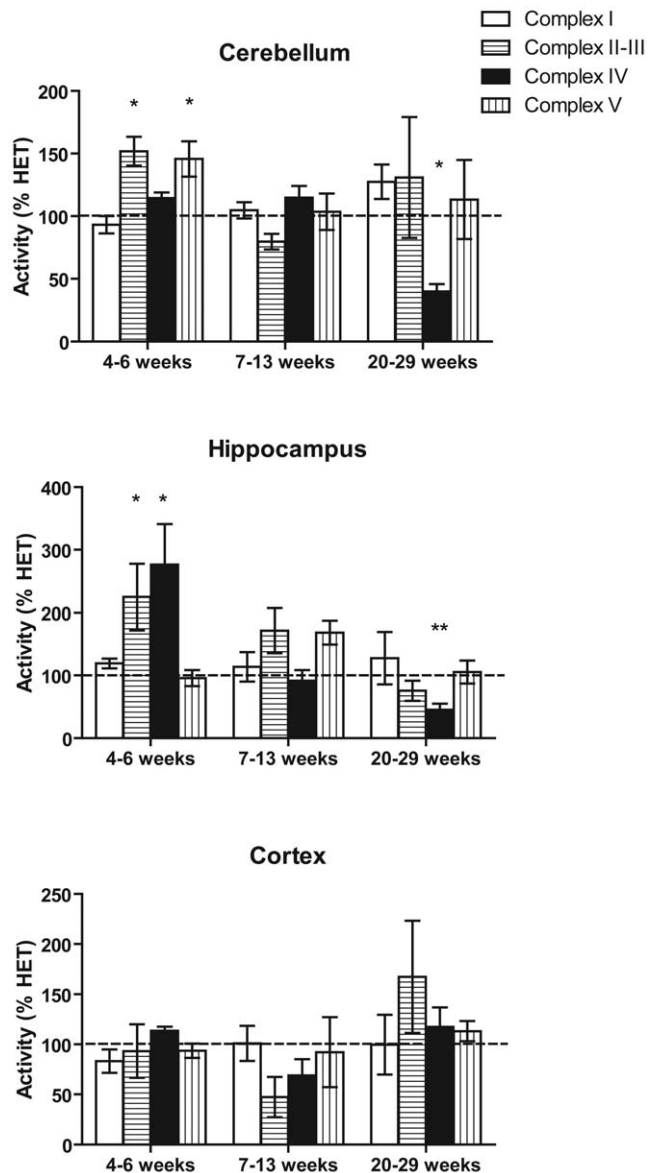 Complex I
Complex II-III
Complex IV
Complex V
Cerebellum
Activity (% HET)
200
150
100
50
0
*
*
*
4-6 weeks
7-13 weeks
20-29 weeks
Hippocampus
Activity (% HET)
400
300
200
100
0
*
*
**
4-6 weeks
7-13 weeks
20-29 weeks
Cortex
Activity (% HET)
250
200
150
100
50
0
4-6 weeks
7-13 weeks
20-29 weeks